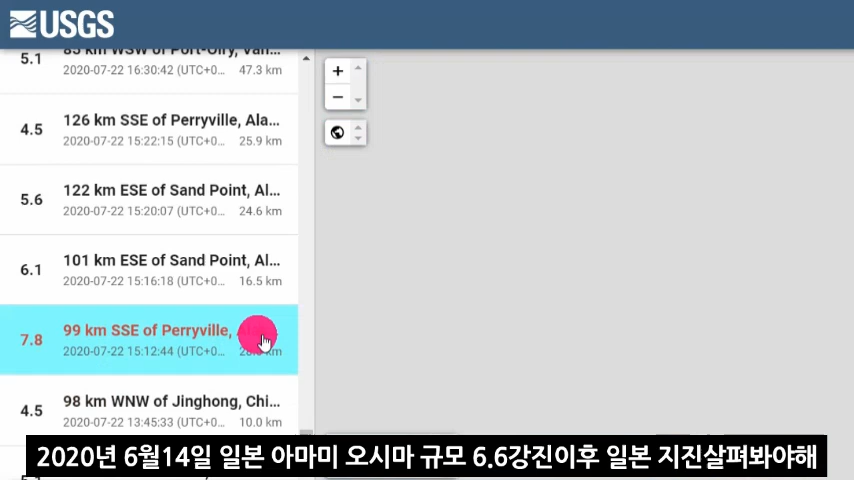 USGS
5.1
85 km WSW of Port-Olry, Van...
2020-07-22 16:30:42 (UTC+0... 47.3 km
4.5
126 km SSE of Perryville, Ala...
2020-07-22 15:22:15 (UTC+0... 25.9 km
5.6
122 km ESE of Sand Point, Al...
2020-07-22 15:20:07 (UTC+0... 24.6 km
6.1
101 km ESE of Sand Point, Al...
2020-07-22 15:16:18 (UTC+0... 16.5 km
7.8
99 km SSE of Perryville,
2020-07-22 15:12:44 (UTC+0... km
4.5
98 km WNW of Jinghong, Chi...
2020-07-22 13:45:33 (UTC+0... 10.0 km
2020년 6월14일 일본 아마미 오시마 규모 6.6강진이후 일본 지진살펴봐야해